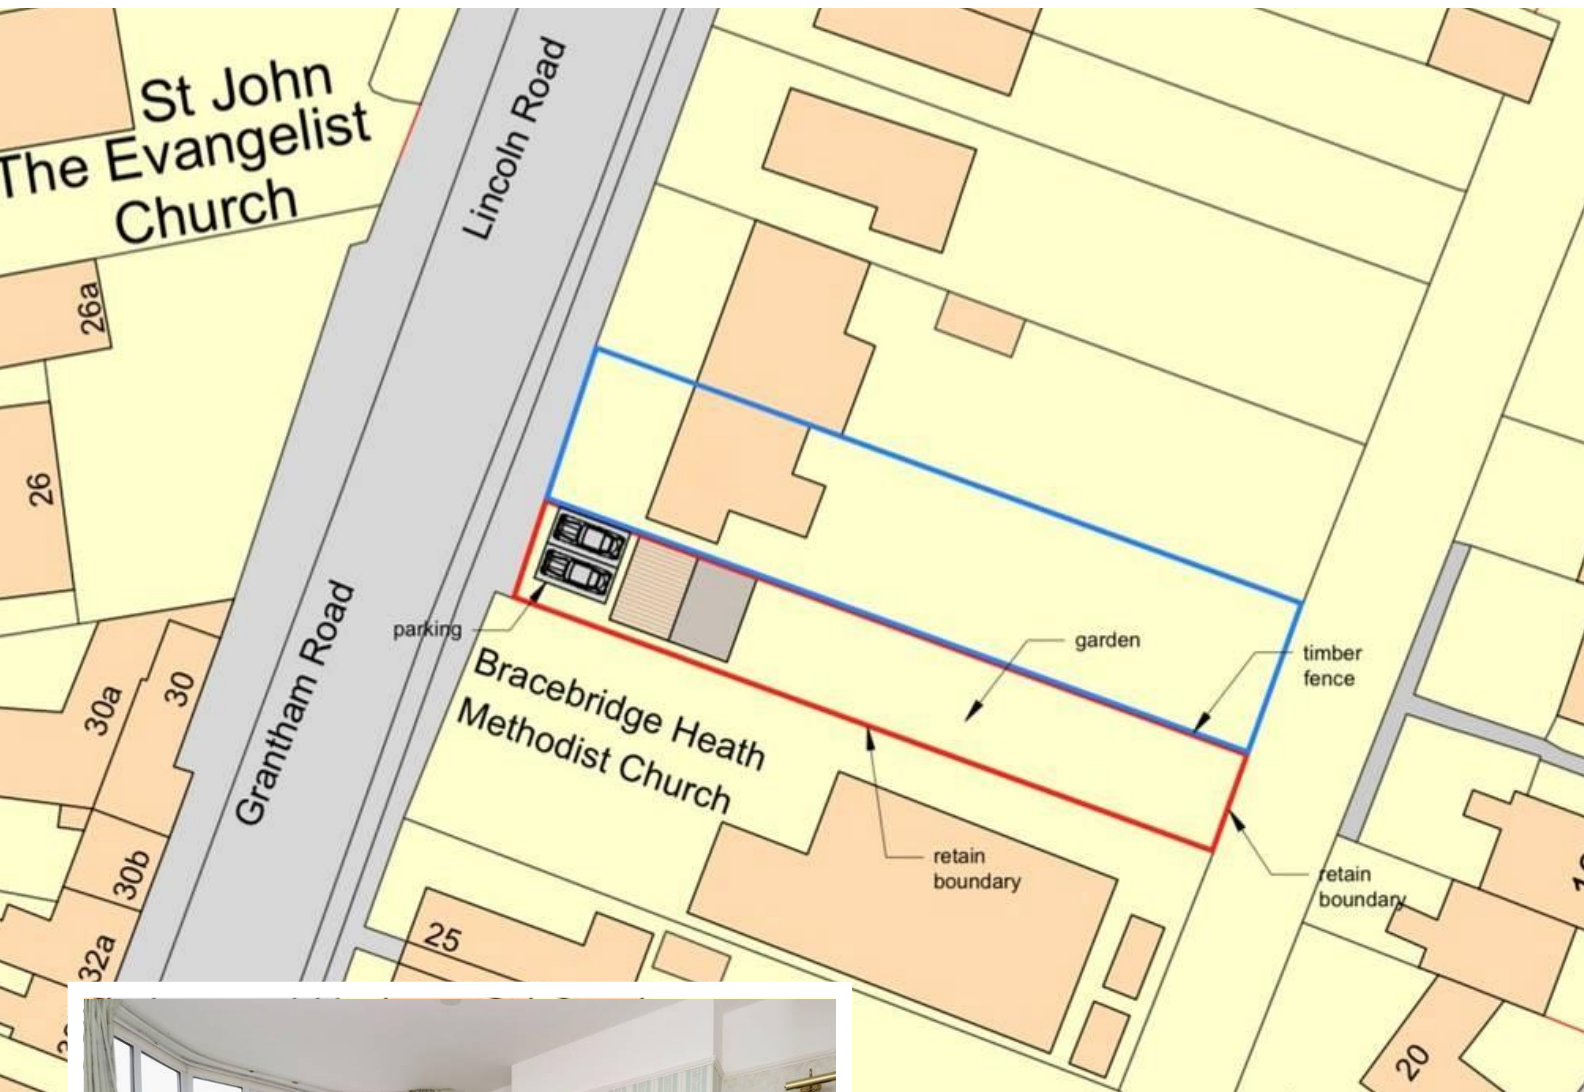 St John
The Evangelist
Church
Lincoln Road
26a
26
Grantham Road
30a
30
30b
32a
parking
Bracebridge Heath
Methodist Church
garden
timber
fence
retain
boundary
retain
boundary
25
20